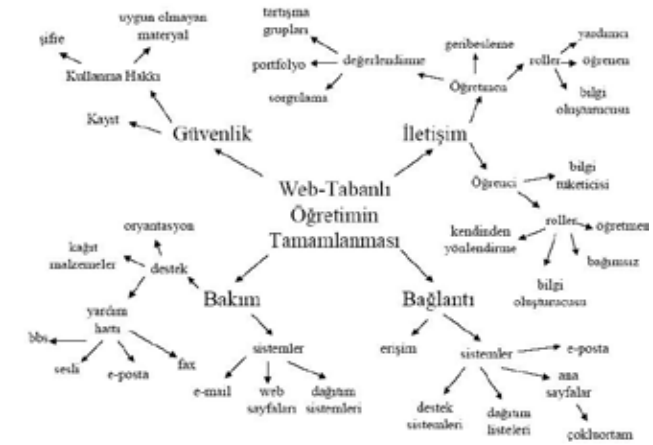 şifre
uygun olmayan
materyal
Kullanma Hakkı
Kayıt
Güvenlik
tartışma
grupları
portfolyo
sorgulama
değerlendirme
geribesleme
Öğretmen
roller
yardımcı
öğrenen
bilgi
oluşturucusu
İletişim
Öğrenci
bilgi
tüketicisi
roller
kendinden
yönlendirme
öğretmen
bağımsız
bilgi
oluşturucusu
Web-Tabanlı
Öğretimin
Tamamlanması
oryantasyon
kağıt
malzemeler
destek
Bakım
yardım
hattı
bbs
sesli
e-posta
fax
sistemler
e-mail
web
sayfaları
dağıtım
sistemleri
Bağlantı
erişim
sistemler
e-posta
ana
sayfalar
çokluortam
destek
sistemleri
dağıtım
listeleri